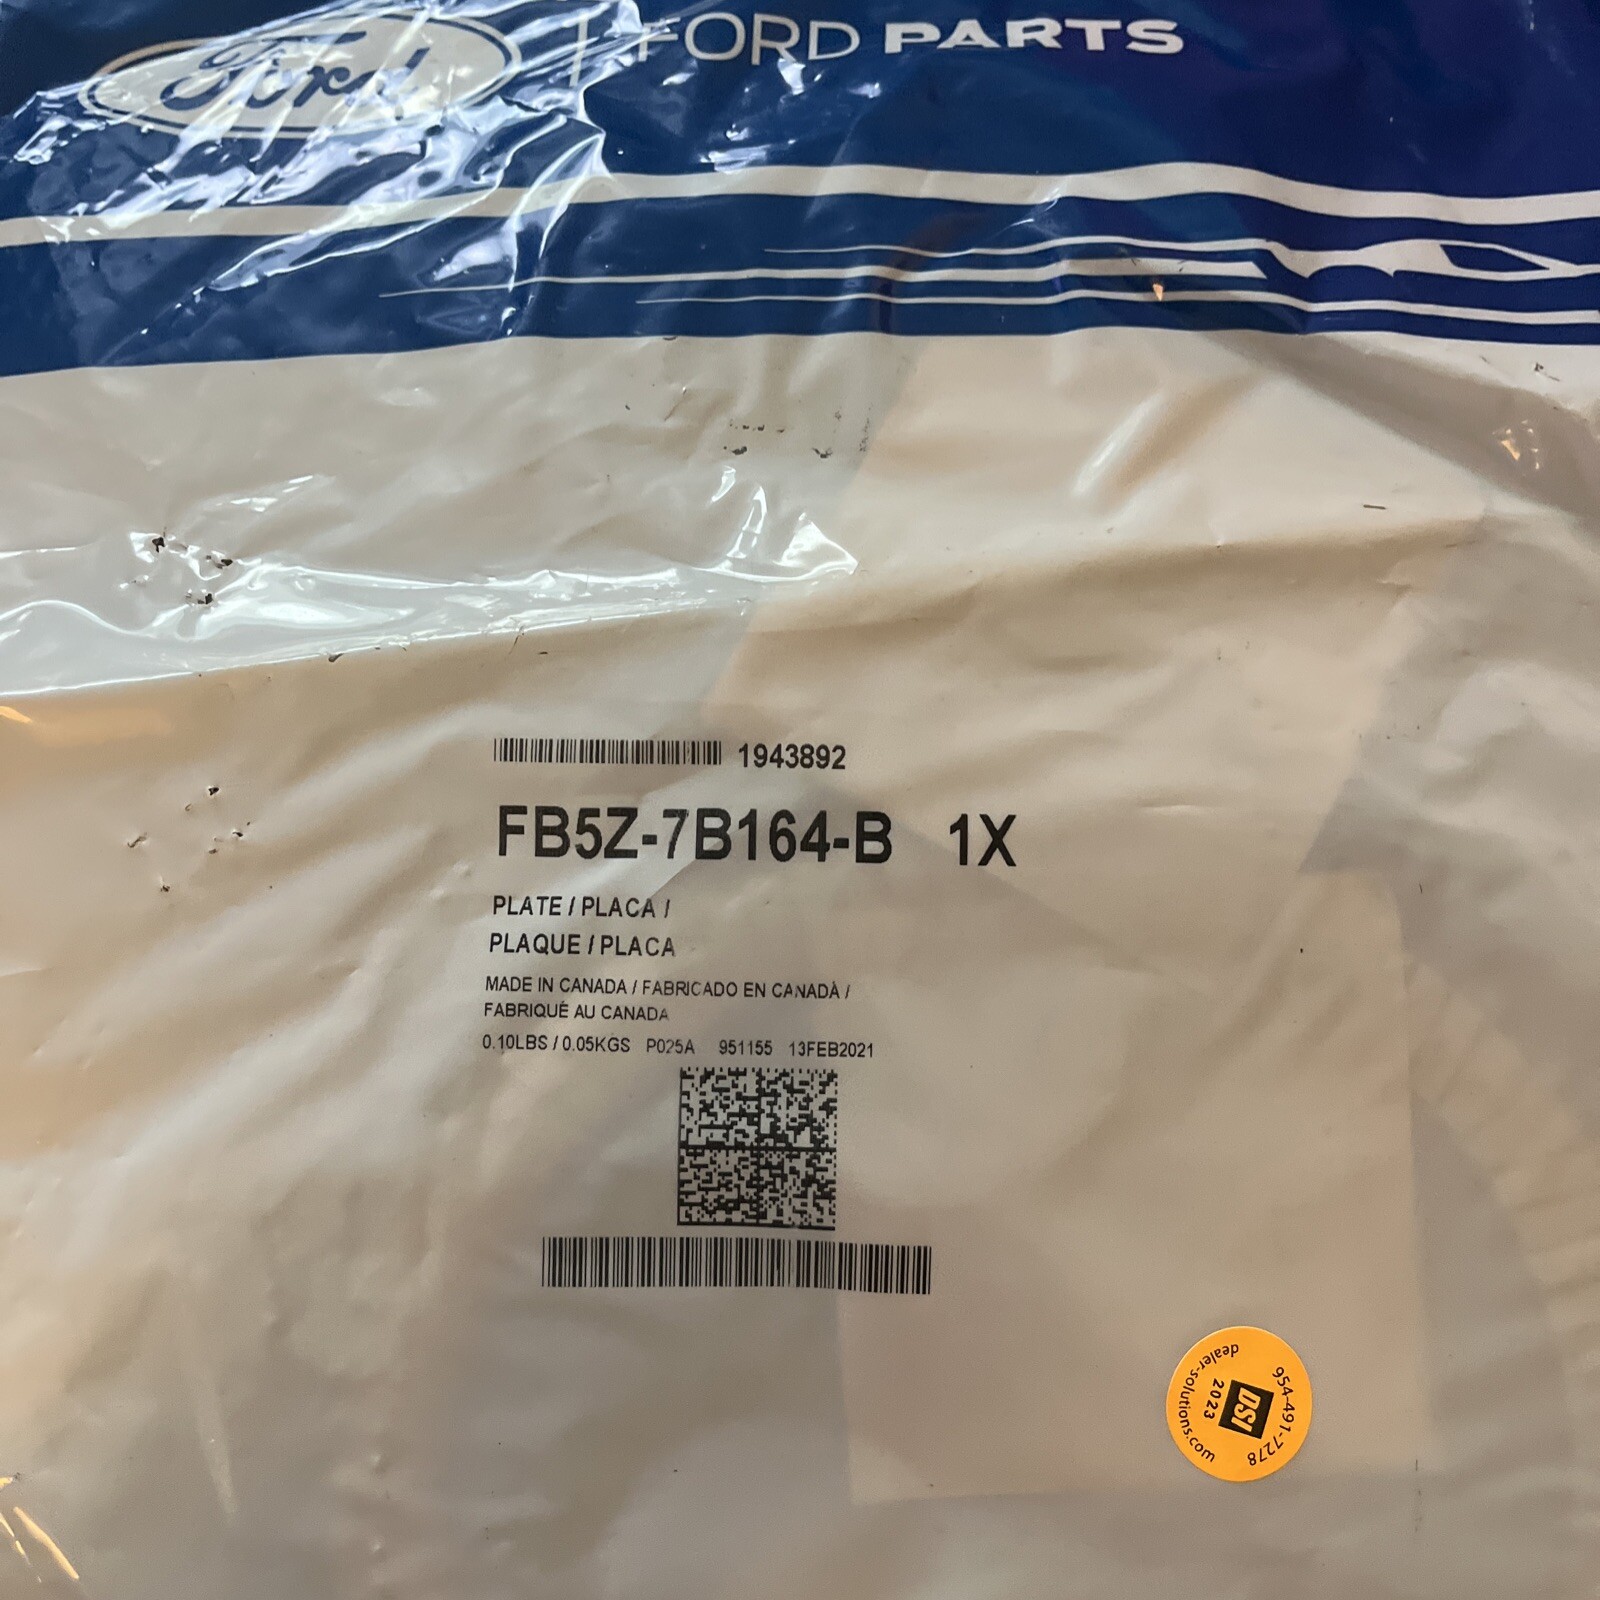 Ford
FORD PARTS
1943892
FB5Z-7B164-B 1X
PLATE / PLACA /
PLAQUE / PLACA
MADE IN CANADA / FABRICADO EN CANADÁ /
FABRIQUÉ AU CANADA
0.10LBS / 0.05KGS P025A 951155 13FEB2021
954-491-7278
DSI
2023
dealer-solutions.com